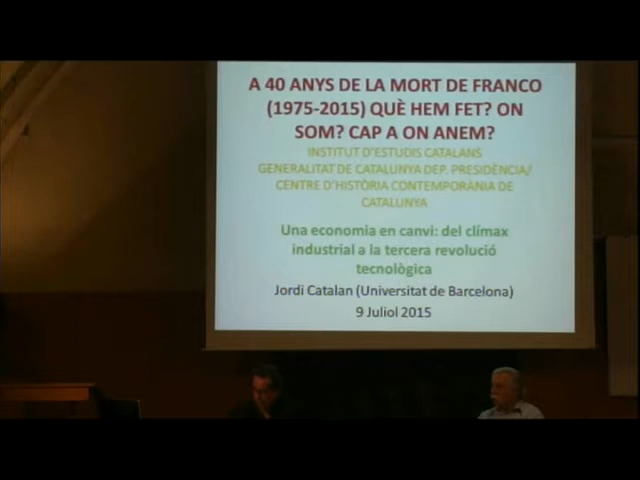 A 40 ANYS DE LA MORT DE FRANCO
(1975-2015) QUÈ HEM FET? ON
SOM? CAP A ON ANEM?
INSTITUT D'ESTUDIS CATALANS
GENERALITAT DE CATALUNYA DEP. PRESIDÈNCIA/
CENTRE D'HISTÒRIA CONTEMPORÀNIA DE
CATALUNYA
Una economia en canvi: del clímax
industrial a la tercera revolució
tecnològica
Jordi Catalan (Universitat de Barcelona)
9 Juliol 2015